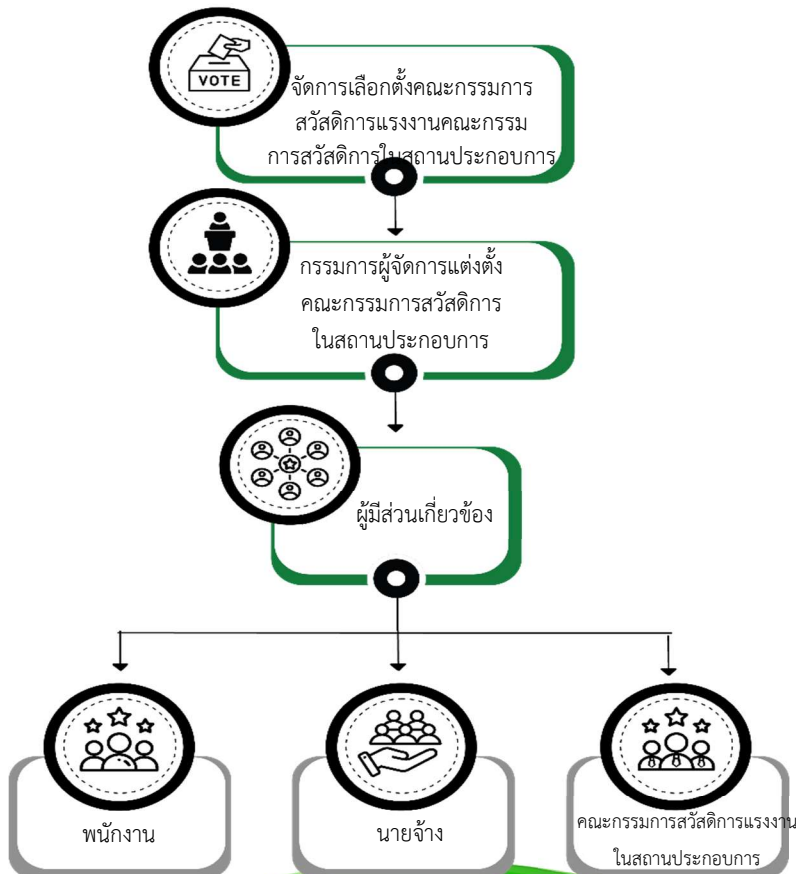 VOTE
จัดการเลือกตั้งคณะกรรมการ
สวัสดิการแรงงานคณะกรรม
การสวัสดิการในสถานประกอบการ
กรรมการผู้จัดการแต่งตั้ง
คณะกรรมการสวัสดิการ
ในสถานประกอบการ
ผู้มีส่วนเกี่ยวข้อง
พนักงาน
นายจ้าง
คณะกรรมการสวัสดิการแรงงาน
ในสถานประกอบการ